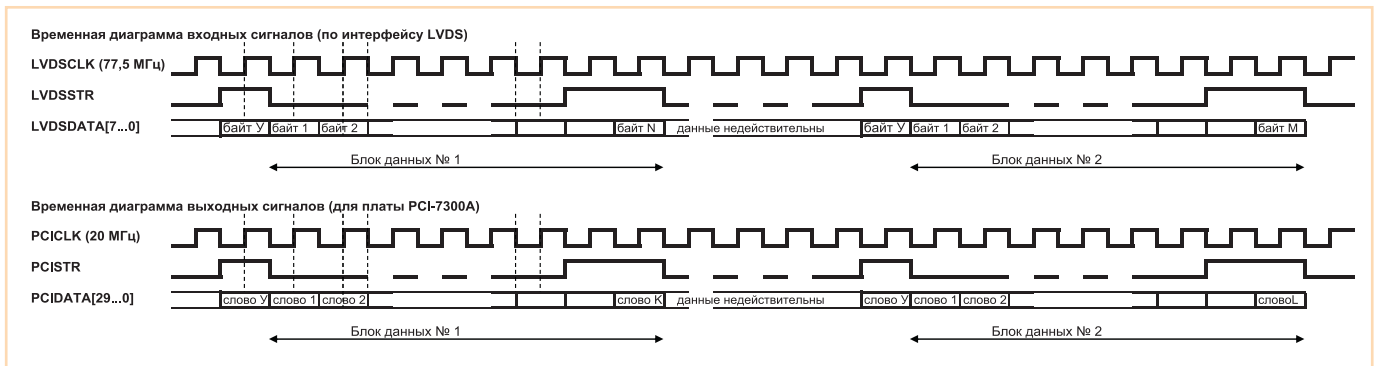 Временная диаграмма входных сигналов (по интерфейсу LVDS)
LVDSCLK (77,5 МГц)
LVDSSTR
LVDSDATA[7...0] байт У байт 1 байт 2 байт N данные недействительны байт У байт 1 байт 2 байт М
Блок данных № 1 Блок данных № 2
Временная диаграмма выходных сигналов (для платы PCI-7300A)
PCICLK (20 МГц)
PCISTR
PCIDATA[29...0] слово У слово 1 слово 2 слово K данные недействительны слово У слово 1 слово 2 словоL
Блок данных № 1 Блок данных № 2